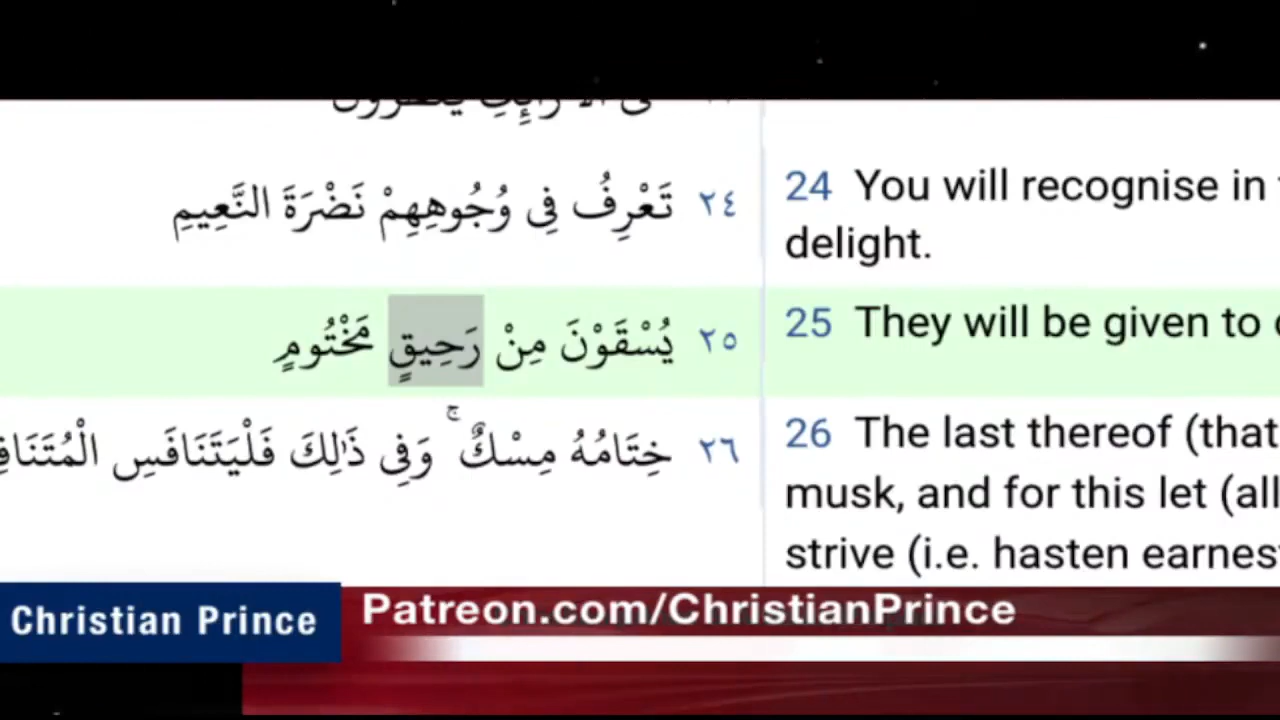 تَعْرِفُ فِى وُجُوهِهِمْ نَضْرَةَ النَّعِيمِ ٢٤
24 You will recognise in
delight.
يُسْقَوْنَ مِنْ رَحِيقٍ مَخْتُومٍ ٢٥
25 They will be given to
خِتَامُهُ مِسْكٌ ۚ وَفِى ذَٰلِكَ فَلْيَتَنَافَسِ ٢٦
26 The last thereof (that
musk, and for this let (all
strive (i.e. hasten
Christian Prince
Patreon.com/ChristianPrince